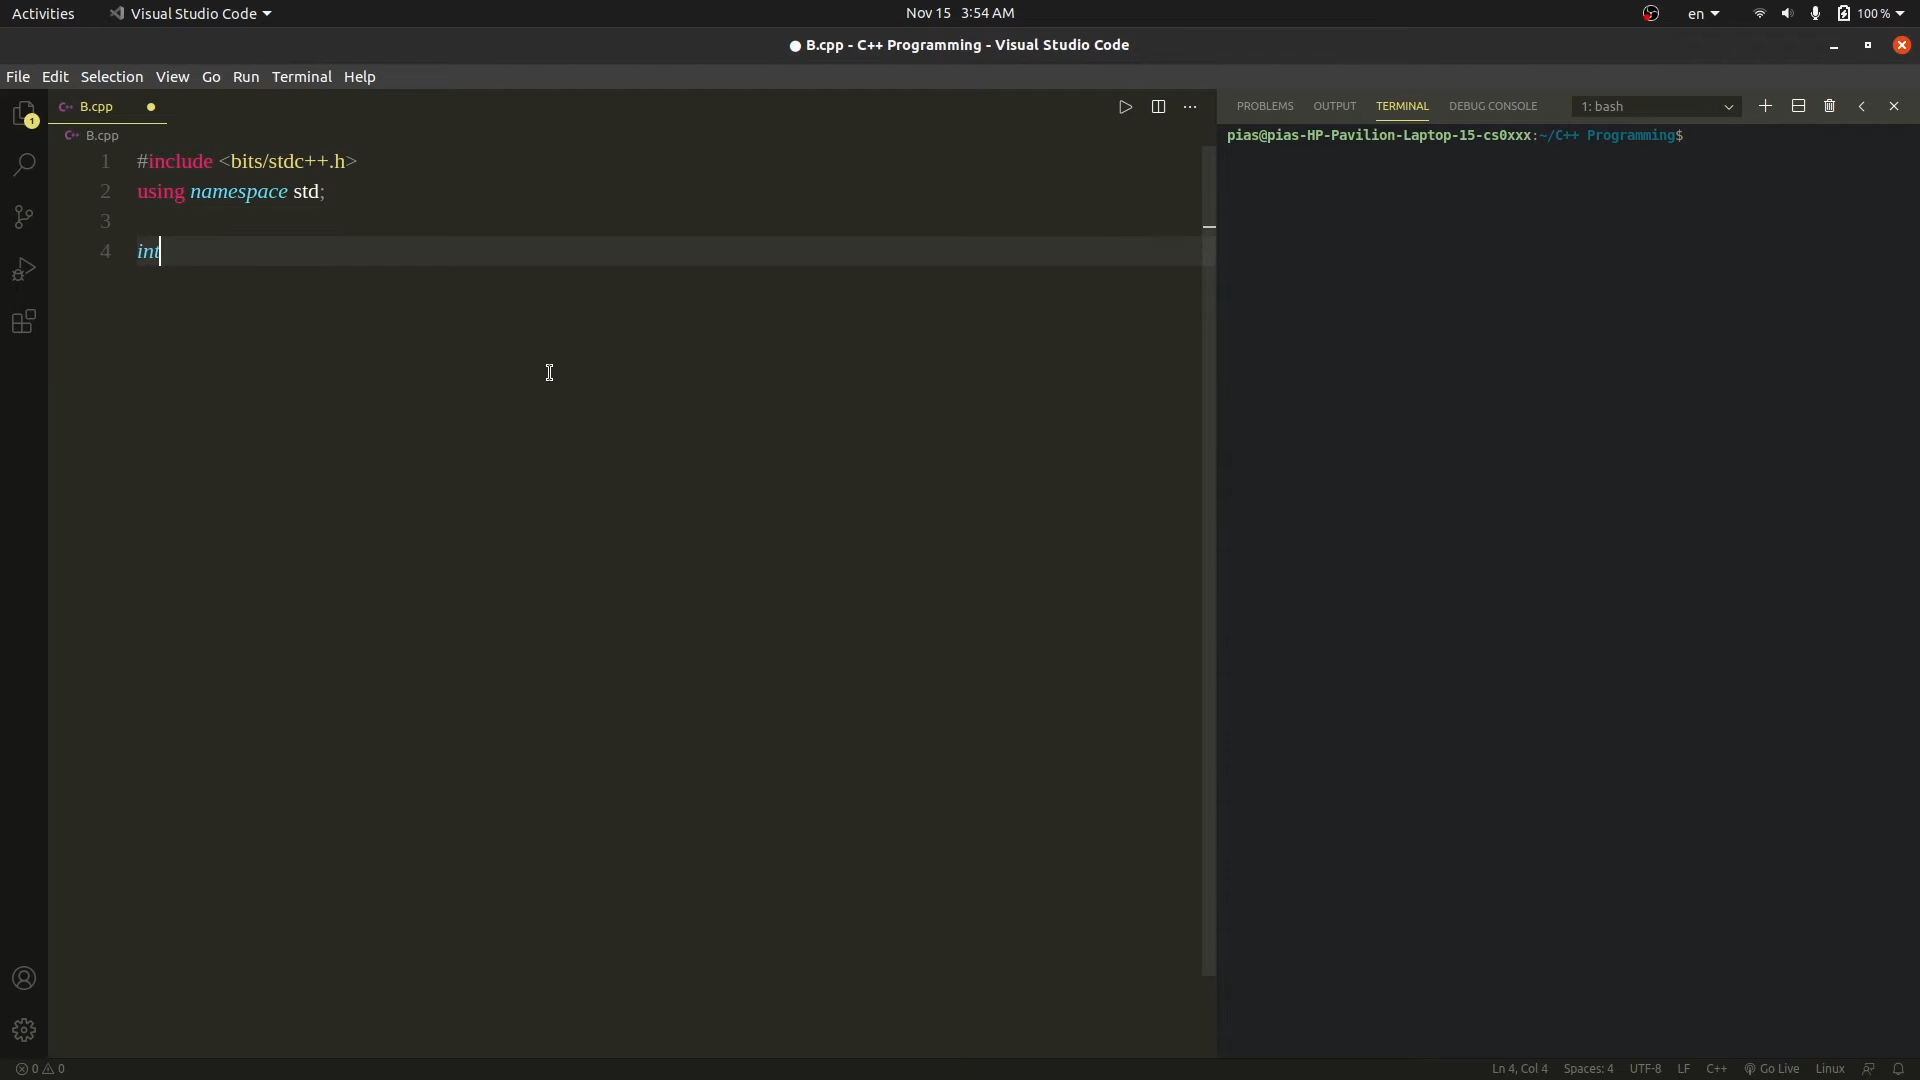 Activities Visual Studio Code Nov 15 3:54 AM en 100 %
● B.cpp - C++ Programming - Visual Studio Code
File Edit Selection View Go Run Terminal Help
B.cpp
PROBLEMS OUTPUT TERMINAL DEBUG CONSOLE 1: bash
B.cpp
pias@pias-HP-Pavilion-Laptop-15-cs0xxx:~/C++ Programming$
1 #include <bits/stdc++.h>
2 using namespace std;
3
4 int
1
0 0 Ln 4, Col 4 Spaces: 4 UTF-8 LF C++ Go Live Linux